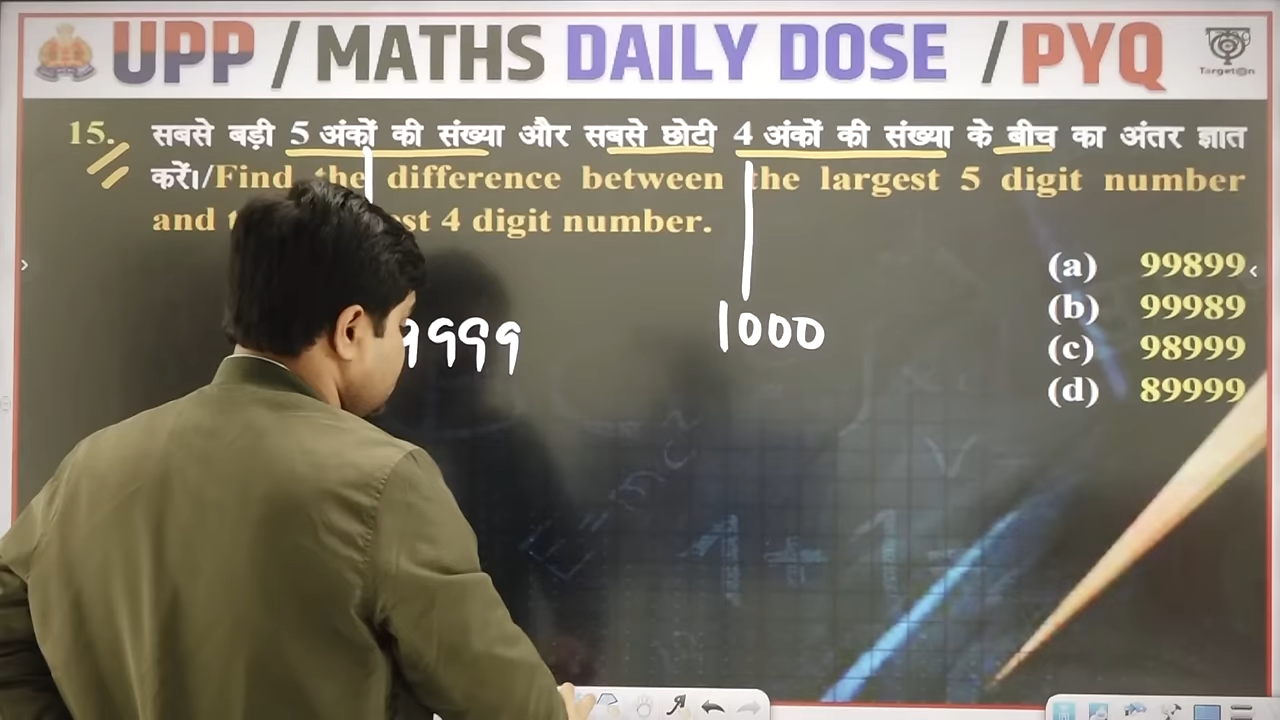 UPP / MATHS DAILY DOSE / PYQ
Target@n
15. सबसे बड़ी 5 अंकों की संख्या और सबसे छोटी 4 अंकों की संख्या के बीच का अंतर ज्ञात
करें।/Find the difference between the largest 5 digit number
and 4 digit number.
(a) 99899
(b) 99989
(c) 98999
(d) 89999
9999
1000